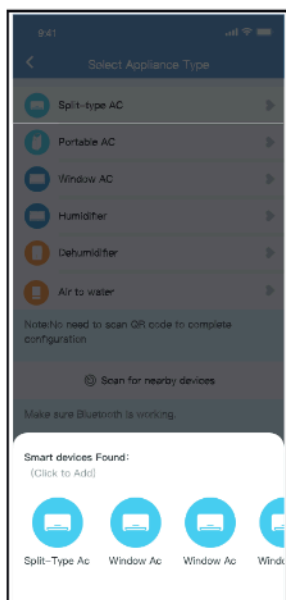 9:41
Select Appliance Type
Split-type AC
Portable AC
Window AC
Humidifier
Dehumidifier
Air to water
Note:No need to scan QR code to complete
configuration
Scan for nearby devices
Make sure Bluetooth is working.
Smart devices Found:
(Click to Add)
Split-Type Ac Window Ac Window Ac Windo